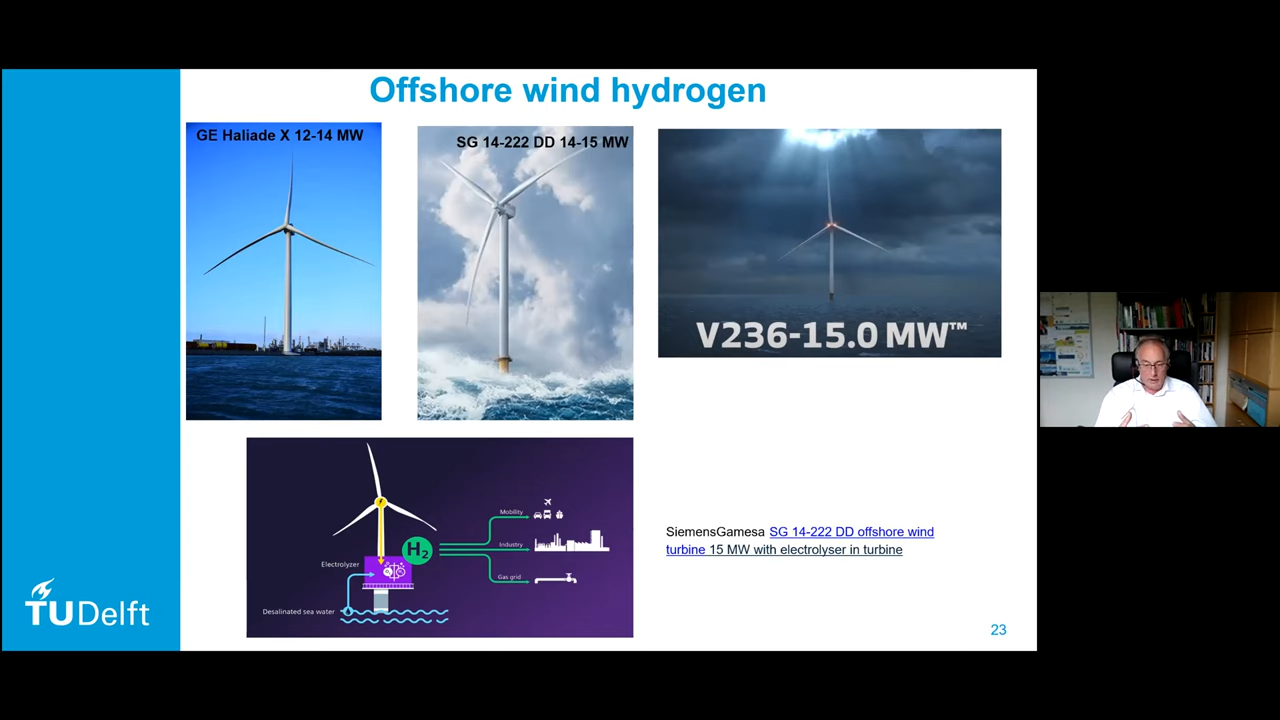 Offshore wind hydrogen
GE Haliade X 12-14 MW
SG 14-222 DD 14-15 MW
V236-15.0 MW™
Mobility
Industry
Gas grid
H2
Electrolyzer
Desalinated sea water
SiemensGamesa SG 14-222 DD offshore wind
turbine 15 MW with electrolyser in turbine
TUDelft
23